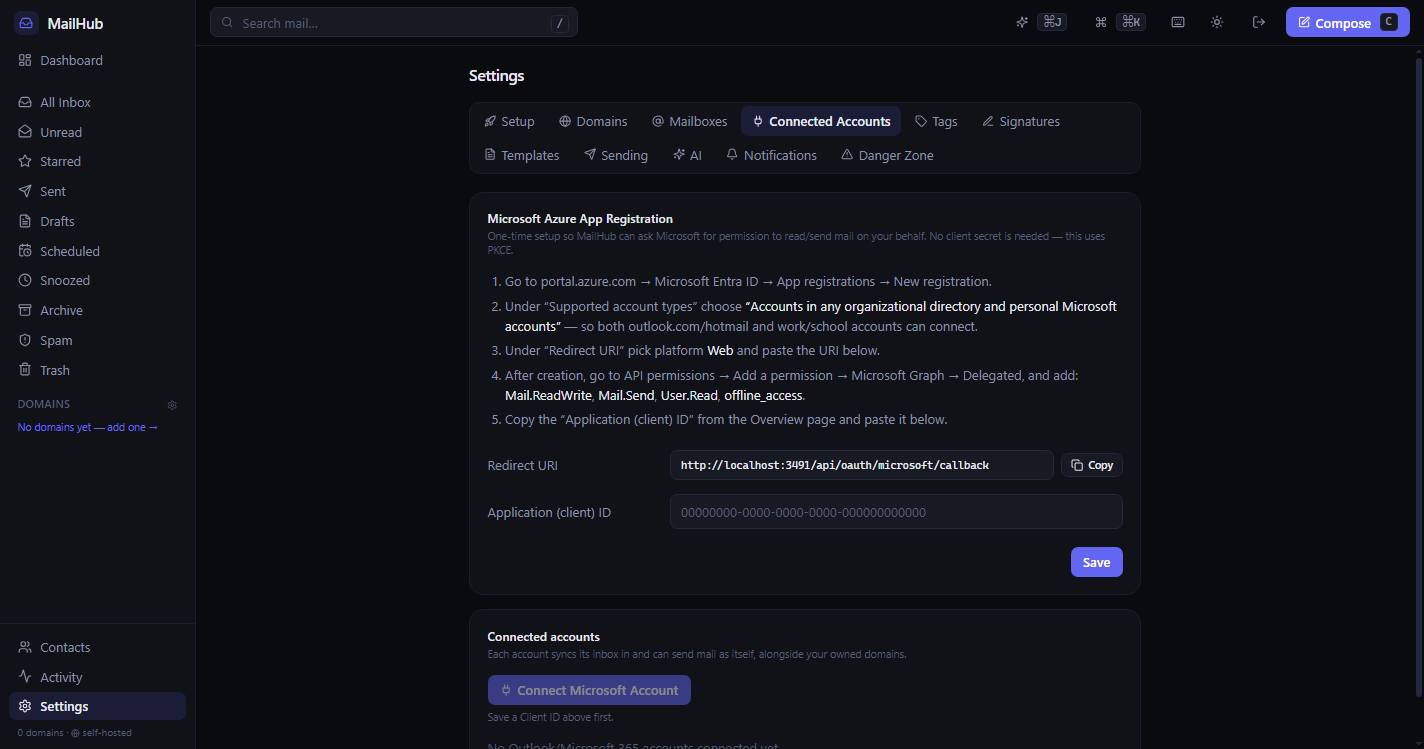 MailHub
Search mail...
/
⌘J
⌘K
Compose
C
Dashboard
All Inbox
Unread
Starred
Sent
Drafts
Scheduled
Snoozed
Archive
Spam
Trash
DOMAINS
No domains yet — add one →
Contacts
Activity
Settings
0 domains · self-hosted
Settings
Setup
Domains
Mailboxes
Connected Accounts
Tags
Signatures
Templates
Sending
AI
Notifications
Danger Zone
Microsoft Azure App Registration
One-time setup so MailHub can ask Microsoft for permission to read/send mail on your behalf. No client secret is needed — this uses
PKCE.
1. Go to portal.azure.com → Microsoft Entra ID → App registrations → New registration.
2. Under “Supported account types” choose “Accounts in any organizational directory and personal Microsoft
accounts” — so both outlook.com/hotmail and work/school accounts can connect.
3. Under “Redirect URI” pick platform Web and paste the URI below.
4. After creation, go to API permissions → Add a permission → Microsoft Graph → Delegated, and add:
Mail.ReadWrite, Mail.Send, User.Read, offline_access.
5. Copy the “Application (client) ID” from the Overview page and paste it below.
Redirect URI
http://localhost:3491/api/oauth/microsoft/callback
Copy
Application (client) ID
00000000-0000-0000-0000-000000000000
Save
Connected accounts
Each account syncs its inbox in and can send mail as itself, alongside your owned domains.
Connect Microsoft Account
Save a Client ID above first.
No Outlook/Microsoft 365 accounts connected yet